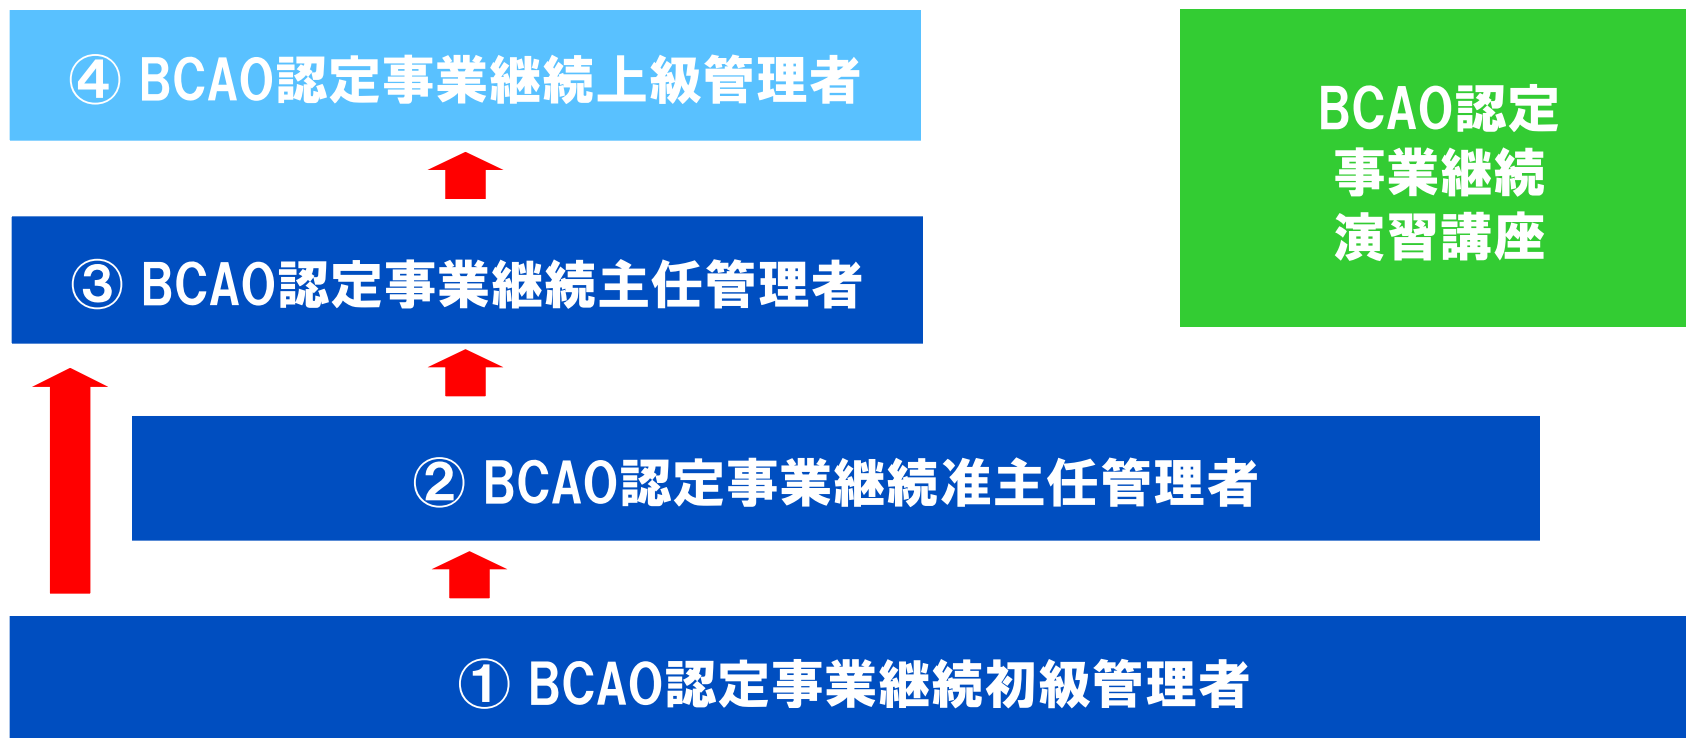 ④ BCAO認定事業継続上級管理者
BCAO認定
事業継続
演習講座
③ BCAO認定事業継続主任管理者
② BCAO認定事業継続准主任管理者
① BCAO認定事業継続初級管理者